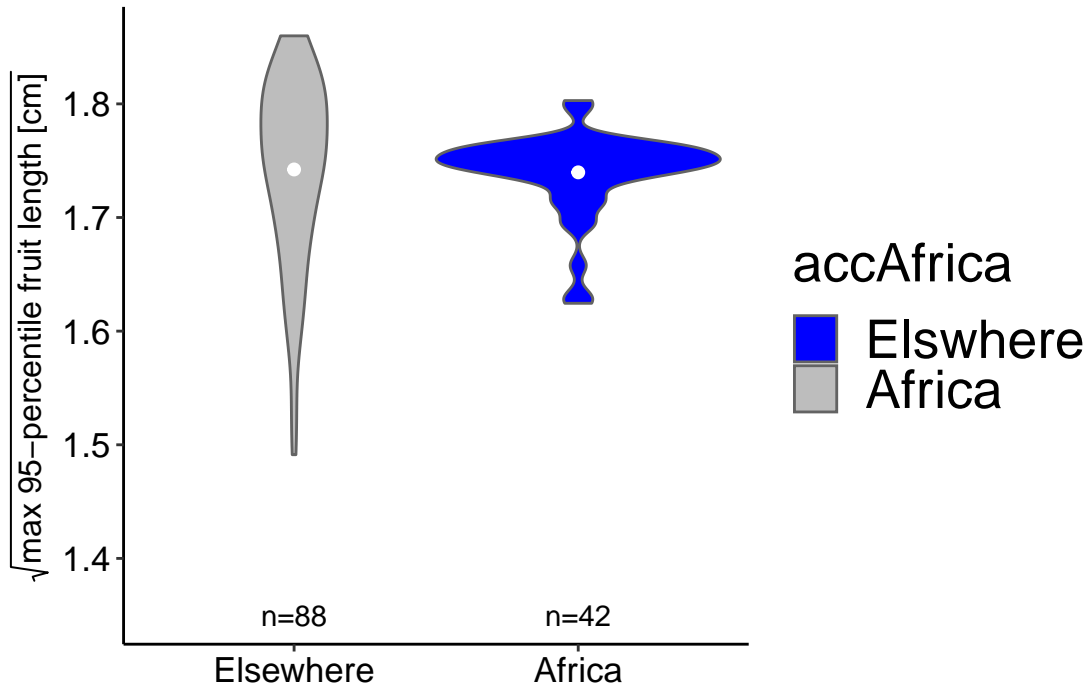 √max 95−percentile fruit length [cm]
1.8
1.7
1.6
1.5
1.4
n=88 n=42
Elsewhere Africa
accAfrica
Elswhere
Africa